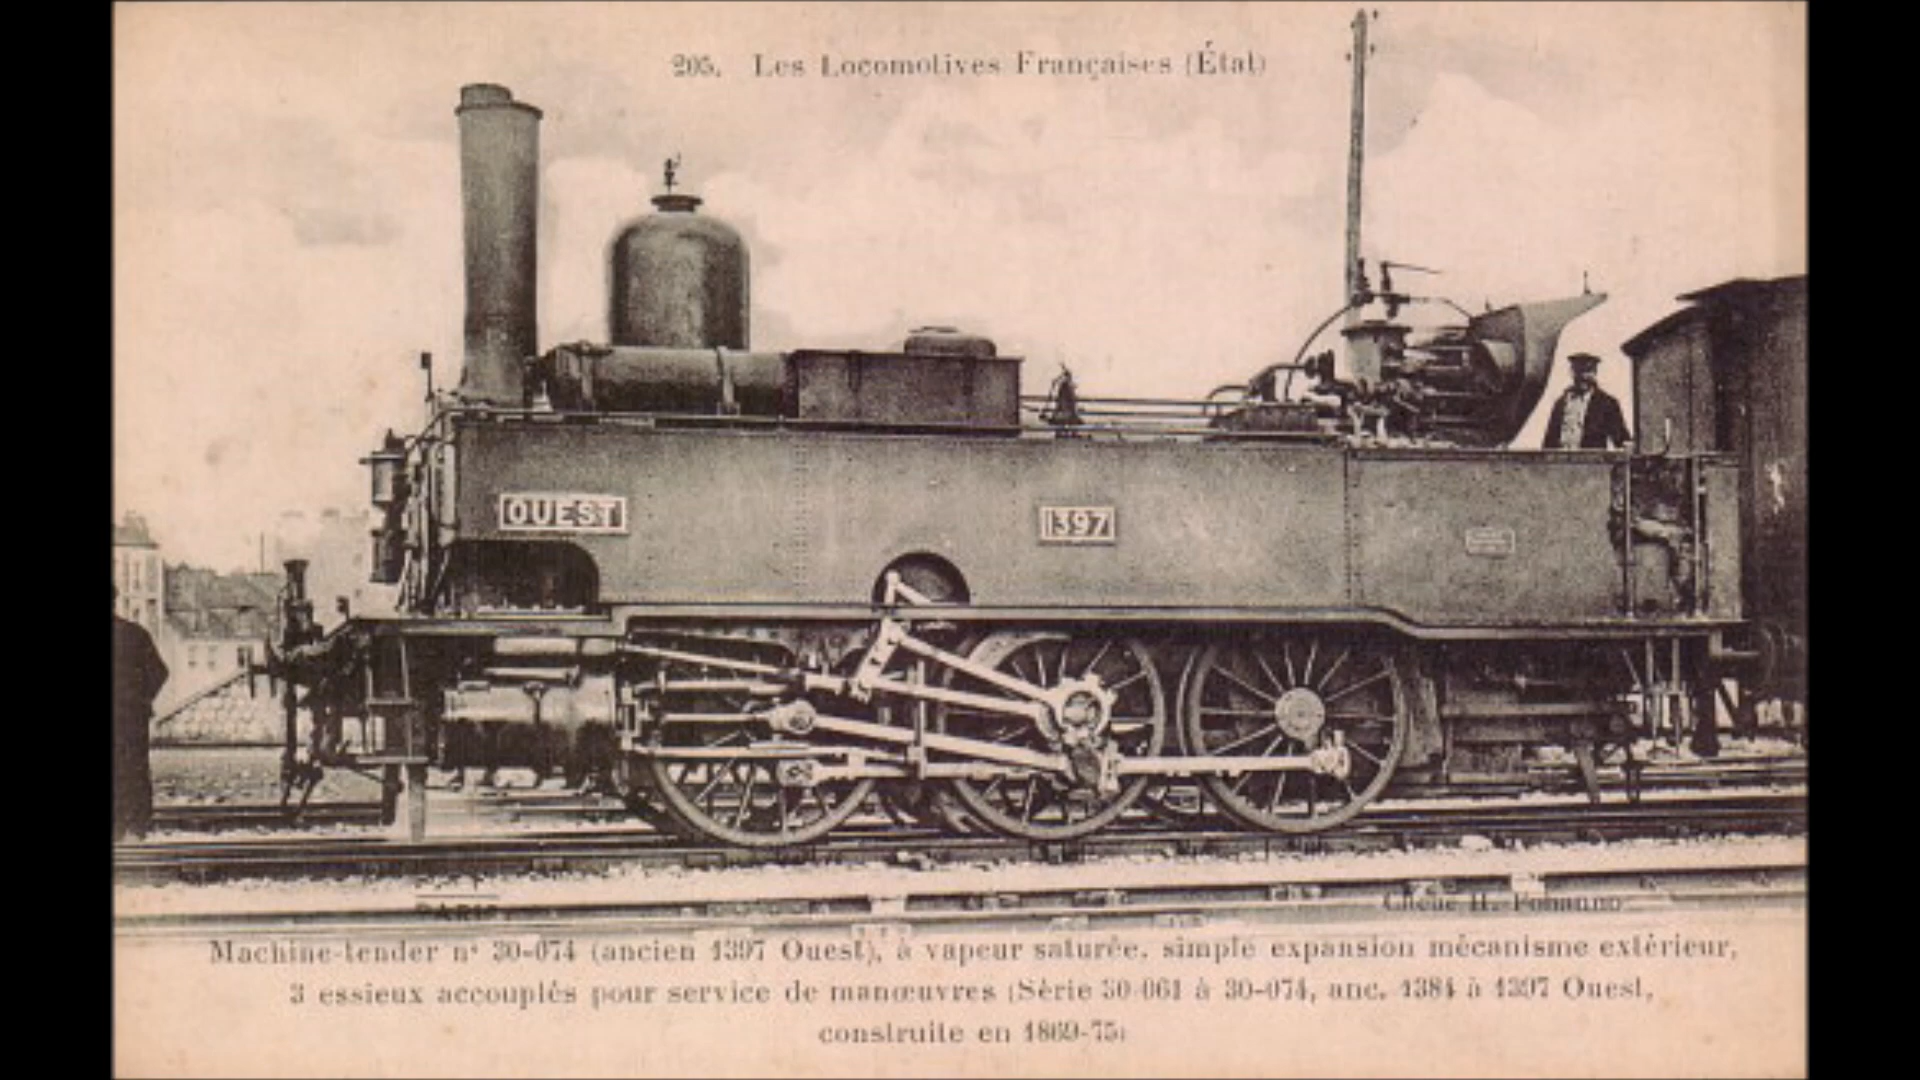 205. Les Locomotives Françaises (État)
OUEST
1397
PARIS
Cliché H.
Machine-tender nº 30-074 (ancien 1397 Ouest), à vapeur saturée, simple expansion mécanisme extérieur,
3 essieux accouplés pour service de manœuvres (Série 30-061 à 30-074, anc. 1384 à 1397 Ouest,
construite en 1869-75)